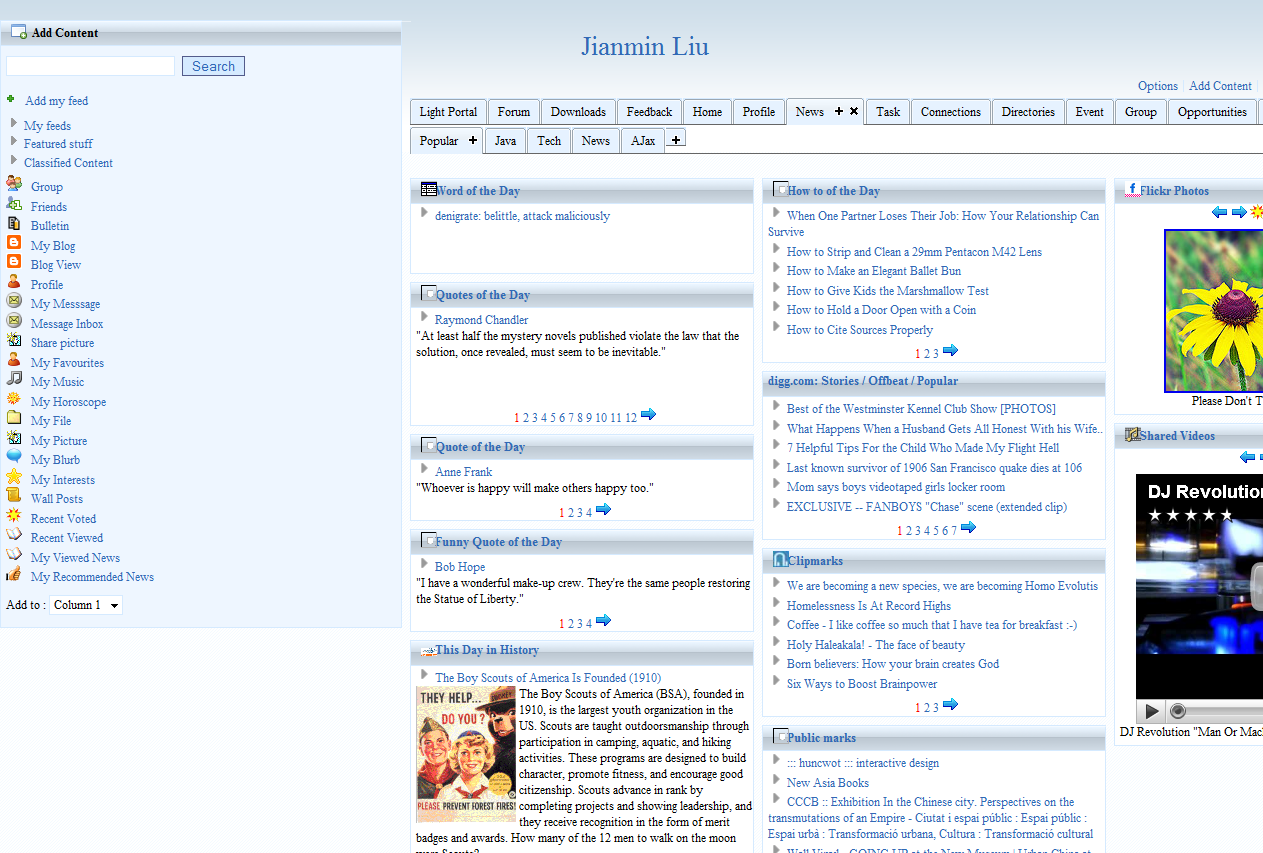 Add Content
Search
Add my feed
My feeds
Featured stuff
Classified Content
Group
Friends
Bulletin
My Blog
Blog View
Profile
My Messsage
Message Inbox
Share picture
My Favourites
My Music
My Horoscope
My File
My Picture
My Blurb
My Interests
Wall Posts
Recent Voted
Recent Viewed
My Viewed News
My Recommended News
Add to : Column 1
Jianmin Liu
Options Add Content
Light Portal Forum Downloads Feedback Home Profile News Task Connections Directories Event Group Opportunities
Popular Java Tech News AJax
Word of the Day
denigrate: belittle, attack maliciously
Quotes of the Day
Raymond Chandler
"At least half the mystery novels published violate the law that the
solution, once revealed, must seem to be inevitable."
1 2 3 4 5 6 7 8 9 10 11 12
Quote of the Day
Anne Frank
"Whoever is happy will make others happy too."
1 2 3 4
Funny Quote of the Day
Bob Hope
"I have a wonderful make-up crew. They're the same people restoring
the Statue of Liberty."
1 2 3 4
This Day in History
The Boy Scouts of America Is Founded (1910)
THEY HELP...
DO YOU?
PLEASE PREVENT FOREST FIRES!
The Boy Scouts of America (BSA), founded in
1910, is the largest youth organization in the
US. Scouts are taught outdoorsmanship through
participation in camping, aquatic, and hiking
activities. These programs are designed to build
character, promote fitness, and encourage good
citizenship. Scouts advance in rank by
completing projects and showing leadership, and
they receive recognition in the form of merit
badges and awards. How many of the 12 men to walk on the moon
were Scouts?
How to of the Day
When One Partner Loses Their Job: How Your Relationship Can
Survive
How to Strip and Clean a 29mm Pentacon M42 Lens
How to Make an Elegant Ballet Bun
How to Give Kids the Marshmallow Test
How to Hold a Door Open with a Coin
How to Cite Sources Properly
1 2 3
digg.com: Stories / Offbeat / Popular
Best of the Westminster Kennel Club Show [PHOTOS]
What Happens When a Husband Gets All Honest With his Wife..
7 Helpful Tips For the Child Who Made My Flight Hell
Last known survivor of 1906 San Francisco quake dies at 106
Mom says boys videotaped girls locker room
EXCLUSIVE -- FANBOYS "Chase" scene (extended clip)
1 2 3 4 5 6 7
Clipmarks
We are becoming a new species, we are becoming Homo Evolutis
Homelessness Is At Record Highs
Coffee - I like coffee so much that I have tea for breakfast :-)
Holy Haleakala! - The face of beauty
Born believers: How your brain creates God
Six Ways to Boost Brainpower
1 2 3
Public marks
::: huncwot ::: interactive design
New Asia Books
CCCB :: Exhibition In the Chinese city. Perspectives on the
transmutations of an Empire - Ciutat i espai públic : Espai públic :
Espai urbà : Transformació urbana, Cultura : Transformació cultural
Flickr Photos
Please Don't T
Shared Videos
DJ Revolution
DJ Revolution "Man Or Mac